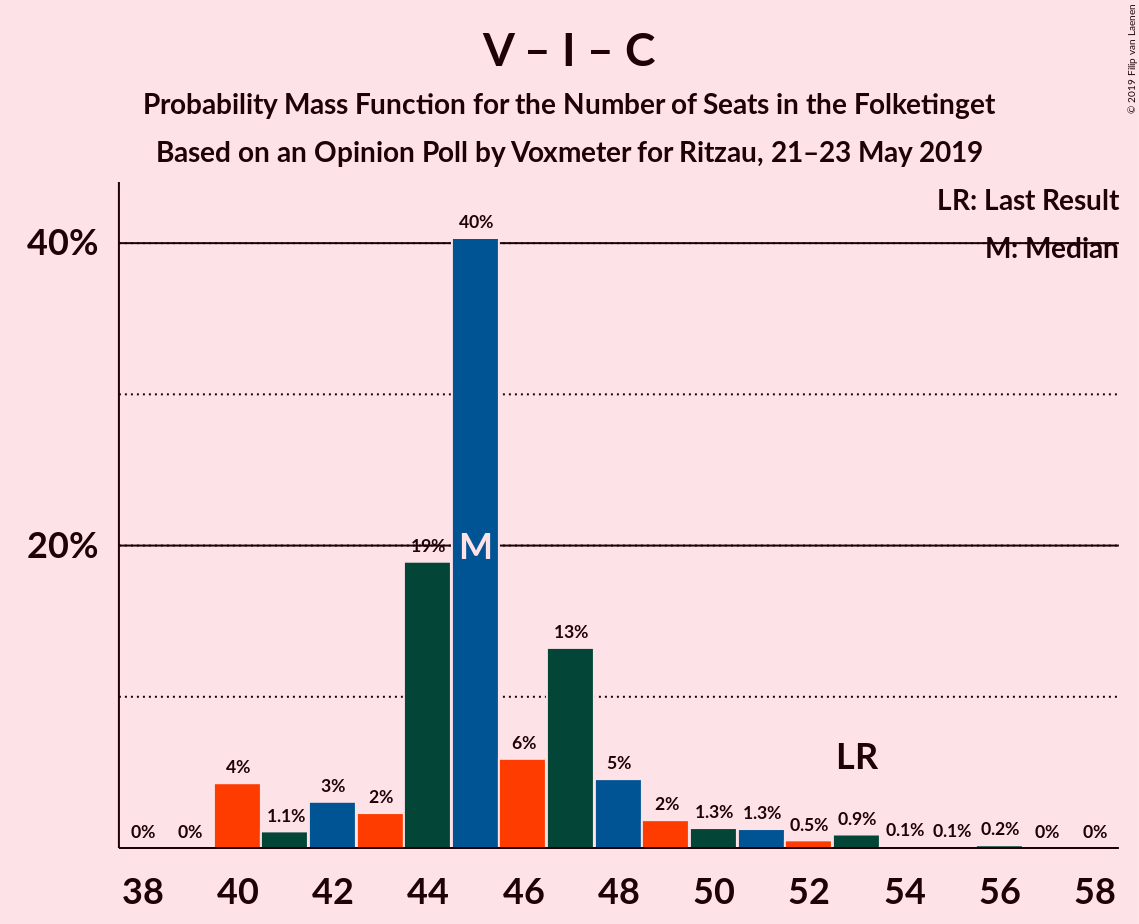 V – I – C
Probability Mass Function for the Number of Seats in the Folketinget
Based on an Opinion Poll by Voxmeter for Ritzau, 21–23 May 2019
© 2019 Filip van Laenen
LR: Last Result
M: Median
40%
20%
0%
0%
4%
1.1%
3%
2%
19%
40%
M
6%
13%
5%
2%
1.3%
1.3%
0.5%
0.9%
LR
0.1%
0.1%
0.2%
0%
0%
38 40 42 44 46 48 50 52 54 56 58